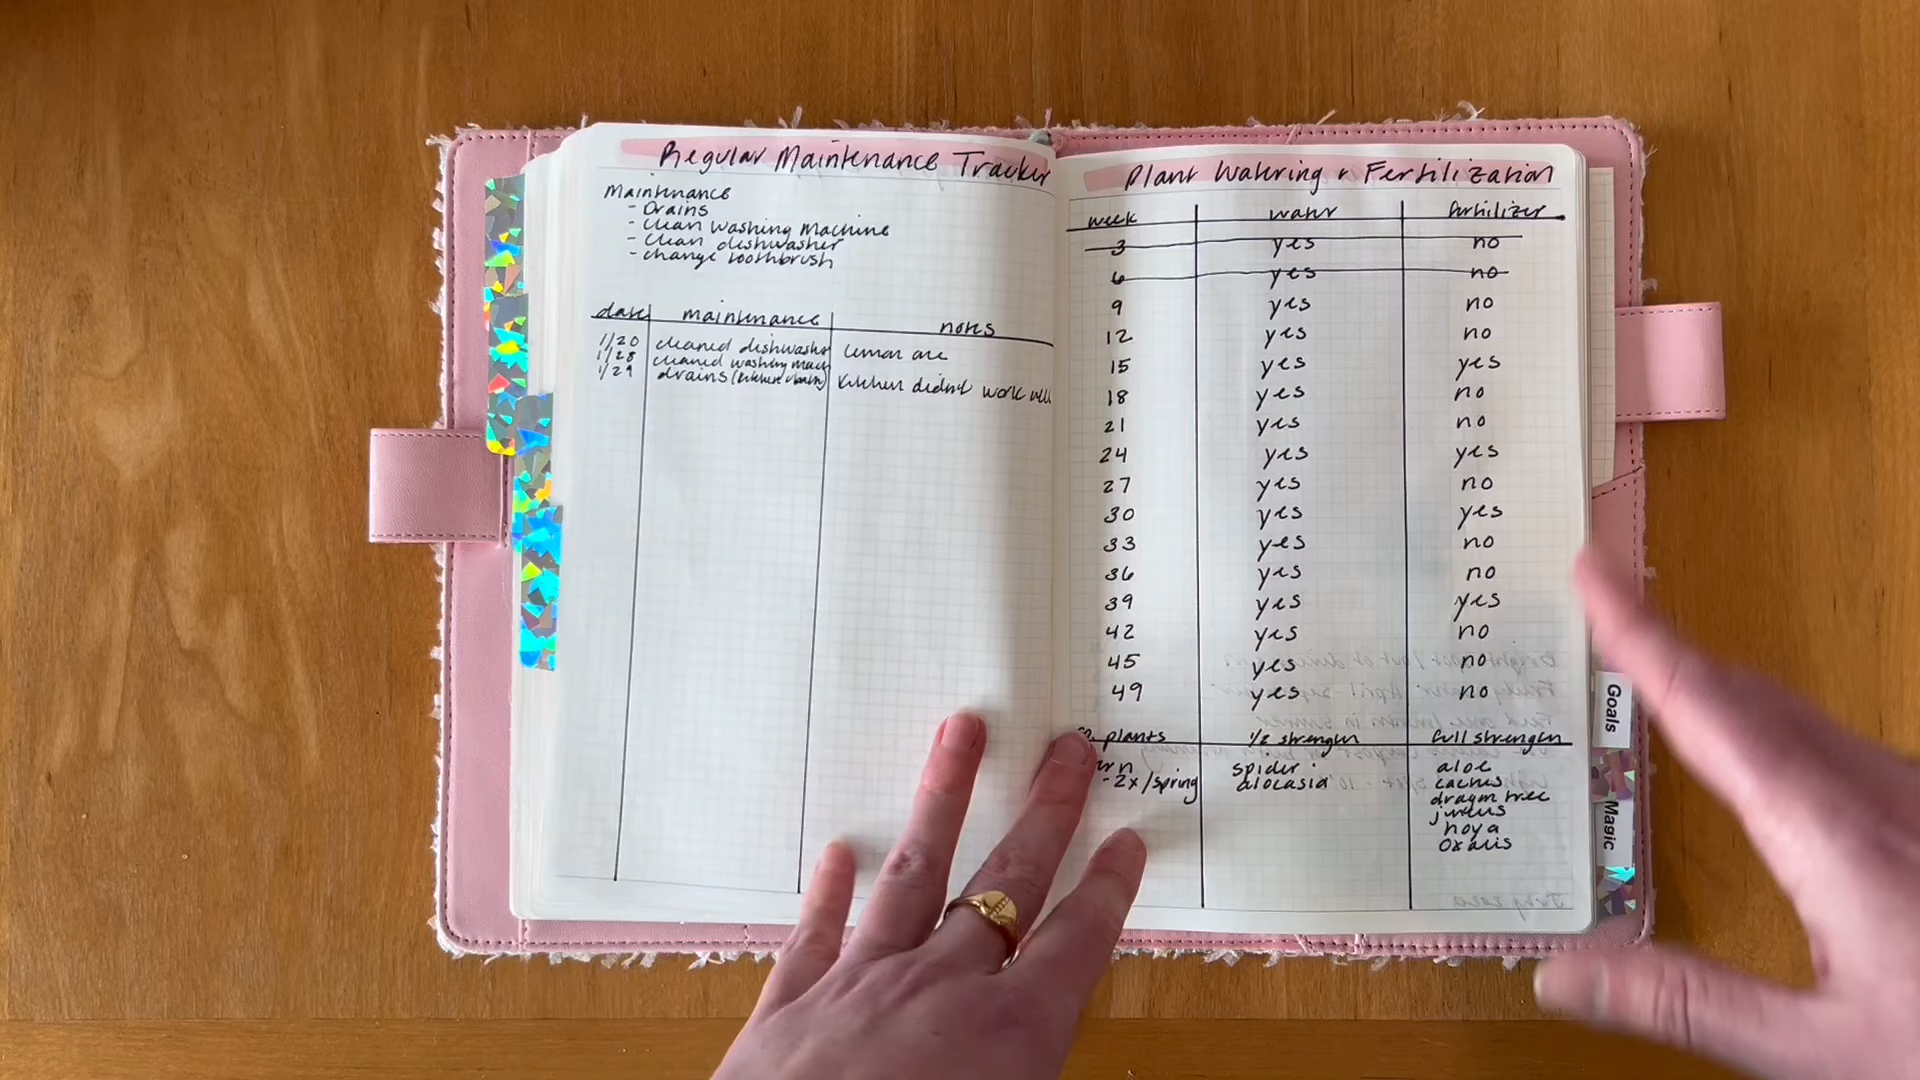 Regular Maintenance Tracker
Maintenance
- Drains
- clean washing machine
- clean dishwasher
- change toothbrush
date maintenance notes
1/20 cleaned dishwasher
1/28 cleaned washing mach
1/29 drains (kitchen) kitchen didn't work well
Plant Watering + Fertilization
week water fertilizer
3 yes no
6 yes no
9 yes no
12 yes no
15 yes yes
18 yes no
21 yes no
24 yes yes
27 yes no
30 yes yes
33 yes no
36 yes no
39 yes yes
42 yes no
45 yes no
49 yes no
plants 1/2 strength full strength
- 2x/spring
spider
alocasia
aloe
cactus
dragon tree
hoya
oxalis
Goals
Magic